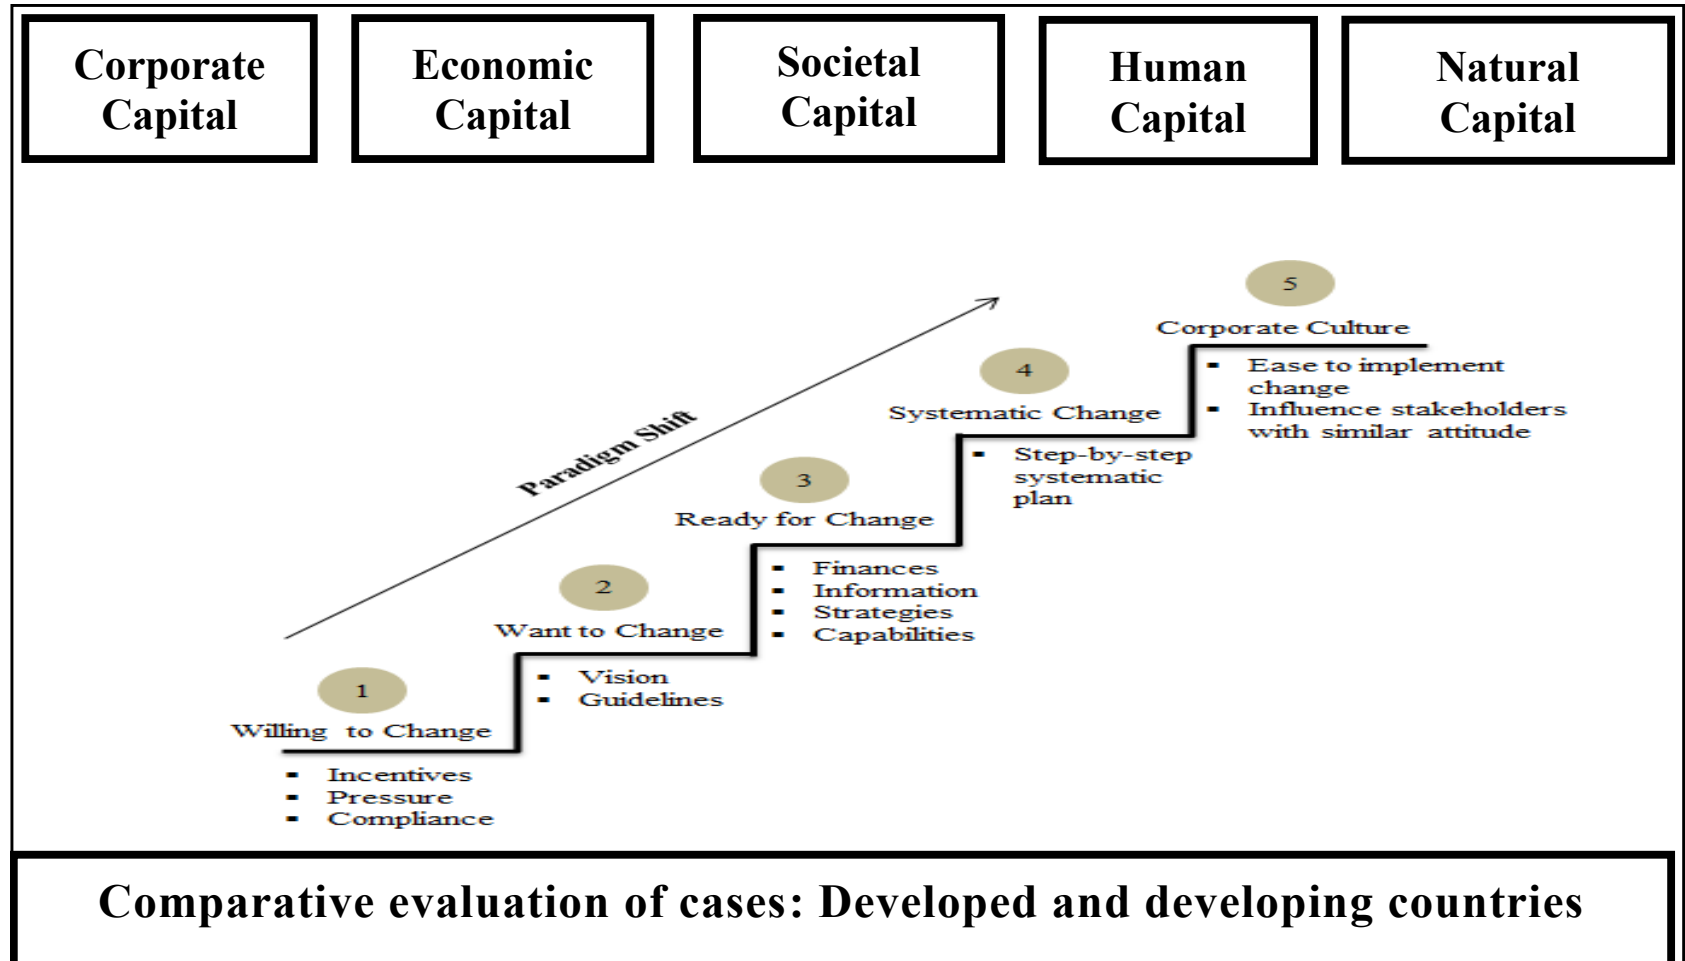 Corporate
Capital
Economic
Capital
Societal
Capital
Human
Capital
Natural
Capital
5
Corporate Culture
▪ Ease to implement
change
▪ Influence stakeholders
with similar attitude
4
Systematic Change
▪ Step-by-step
systematic
plan
Paradigm Shift
3
Ready for Change
▪ Finances
▪ Information
▪ Strategies
▪ Capabilities
2
Want to Change
▪ Vision
▪ Guidelines
1
Willing to Change
▪ Incentives
▪ Pressure
▪ Compliance
Comparative evaluation of cases: Developed and developing countries